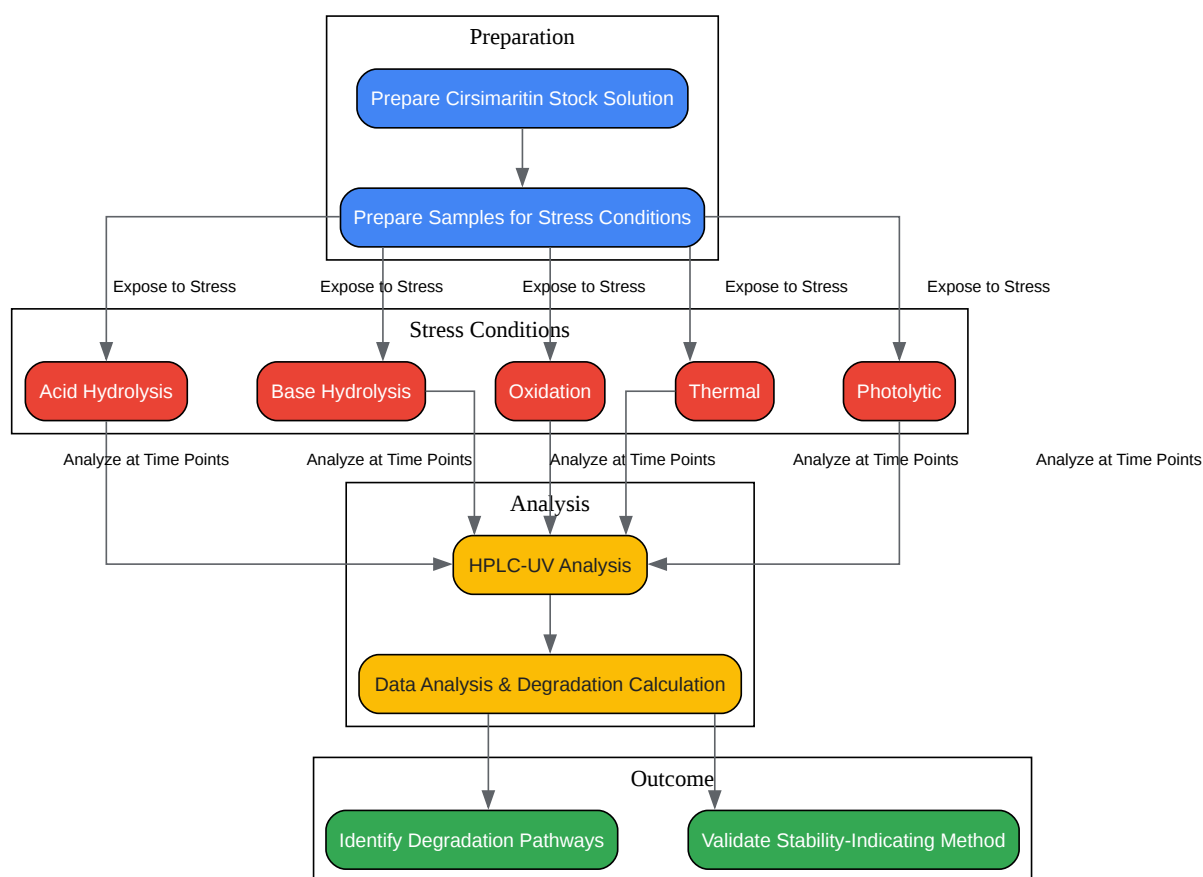 Preparation
Prepare Cirsimaritin Stock Solution
Prepare Samples for Stress Conditions
Expose to Stress
Expose to Stress
Expose to Stress
Expose to Stress
Expose to Stress
Stress Conditions
Acid Hydrolysis
Base Hydrolysis
Oxidation
Thermal
Photolytic
Analyze at Time Points
Analyze at Time Points
Analyze at Time Points
Analyze at Time Points
Analyze at Time Points
Analysis
HPLC-UV Analysis
Data Analysis & Degradation Calculation
Outcome
Identify Degradation Pathways
Validate Stability-Indicating Method